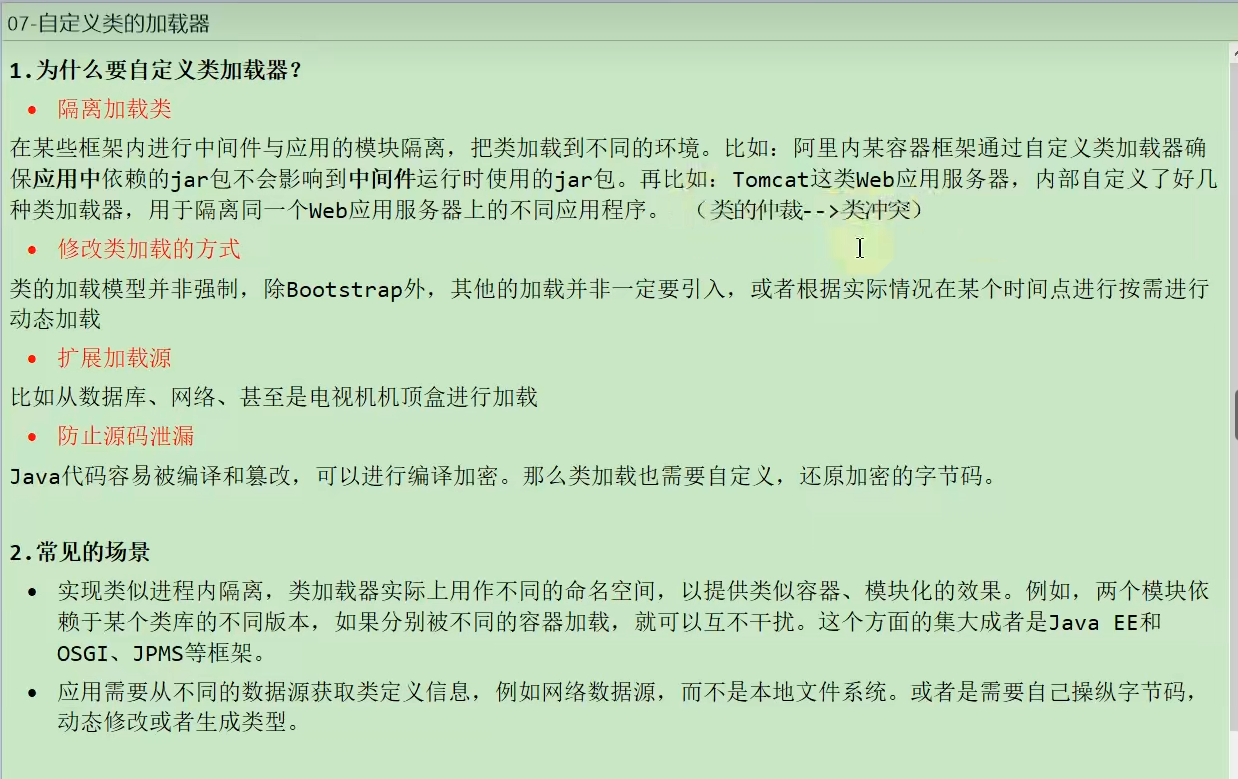 07-自定义类的加载器
1.为什么要自定义类加载器？
• 隔离加载类
在某些框架内进行中间件与应用的模块隔离，把类加载到不同的环境。比如：阿里内某容器框架通过自定义类加载器确
保应用中依赖的jar包不会影响到中间件运行时使用的jar包。再比如：Tomcat这类Web应用服务器，内部自定义了好几
种类加载器，用于隔离同一个Web应用服务器上的不同应用程序。 （类的仲裁-->类冲突）
• 修改类加载的方式
类的加载模型并非强制，除Bootstrap外，其他的加载并非一定要引入，或者根据实际情况在某个时间点进行按需进行
动态加载
• 扩展加载源
比如从数据库、网络、甚至是电视机机顶盒进行加载
• 防止源码泄漏
Java代码容易被编译和篡改，可以进行编译加密。那么类加载也需要自定义，还原加密的字节码。
2.常见的场景
• 实现类似进程内隔离，类加载器实际上用作不同的命名空间，以提供类似容器、模块化的效果。例如，两个模块依
赖于某个类库的不同版本，如果分别被不同的容器加载，就可以互不干扰。这个方面的集大成者是Java EE和
OSGI、JPMS等框架。
• 应用需要从不同的数据源获取类定义信息，例如网络数据源，而不是本地文件系统。或者是需要自己操纵字节码，
动态修改或者生成类型。